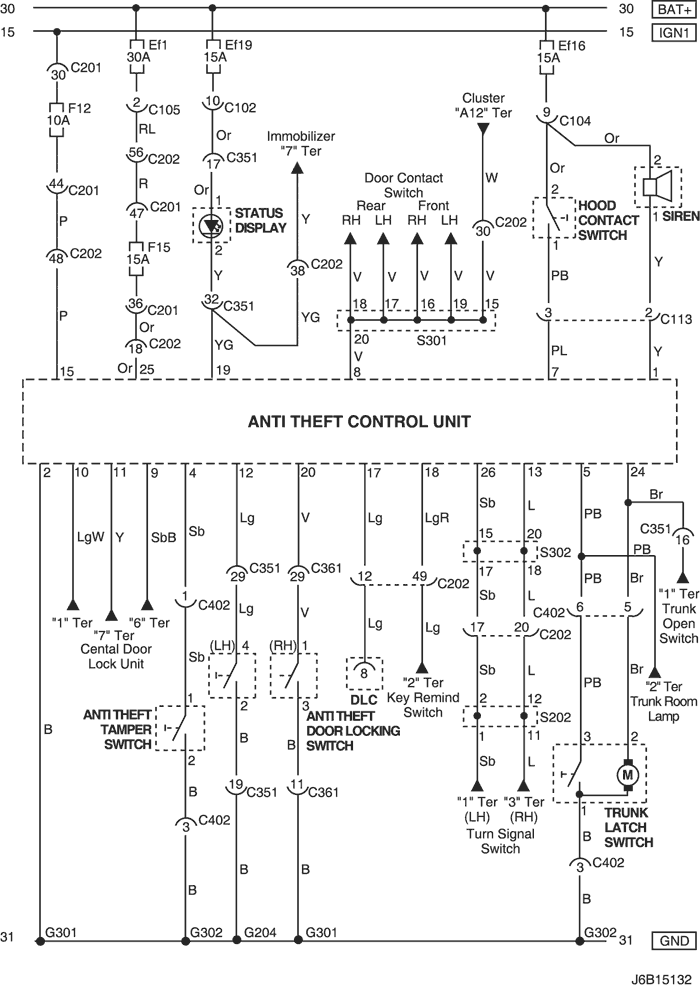 30 30 BAT+
15 15 IGN1
Ef1 Ef19 Ef16
30A 15A 15A
30 C201
F12
10A
2 C105 10 C102 9 C104
RL Or Or
Cluster
"A12" Ter
Immobilizer
"7" Ter
56 C202 17 C351
R Or W Or
44 C201 47 C201
P
1
STATUS
DISPLAY
2
Y Y
Door Contact
Switch
Rear Front
RH LH RH LH
30 C202
2
HOOD
CONTACT
SWITCH
1
2
SIREN
1
48 C202
F15
15A
38 C202
V V V V V
PB Y
P
36 C201 32 C351
Or
18 C202
YG YG
18 17 16 19 15
S301
20
V
3 2 C113
PL Y
15 Or 25 19 8 7 1
ANTI THEFT CONTROL UNIT
2 10 11 9 4 12 20 17 18 26 13 5 24
LgW Y SbB Sb Lg V Lg LgR Sb L PB Br
Br
C351
16
15 20
S302
17 18
PB
29 C351 29 C361
12 49 C202
Sb L PB Br
"1" Ter "6" Ter
"7" Ter
Cental Door
Lock Unit
1 C402
Lg V
Lg Lg
C402
6 5
17 20 C202
"1" Ter
Trunk
Open
Switch
Sb
(LH) 4 (RH) 1
8
DLC
"2" Ter
Key Remind
Switch
Sb L
PB Br
"2" Ter
Trunk Room
Lamp
1
ANTI THEFT
TAMPER
SWITCH
2
2 3
ANTI THEFT
DOOR LOCKING
SWITCH
2 12
S202
1 11
B B B
Sb L
3 2
M
1
TRUNK
LATCH
SWITCH
B
19 C351 11 C361
"1" Ter "3" Ter
(LH) (RH)
Turn Signal
Switch
3 C402
B
3 C402
B B B B
31 G301 G302 G204 G301 G302 31 GND
J6B15132